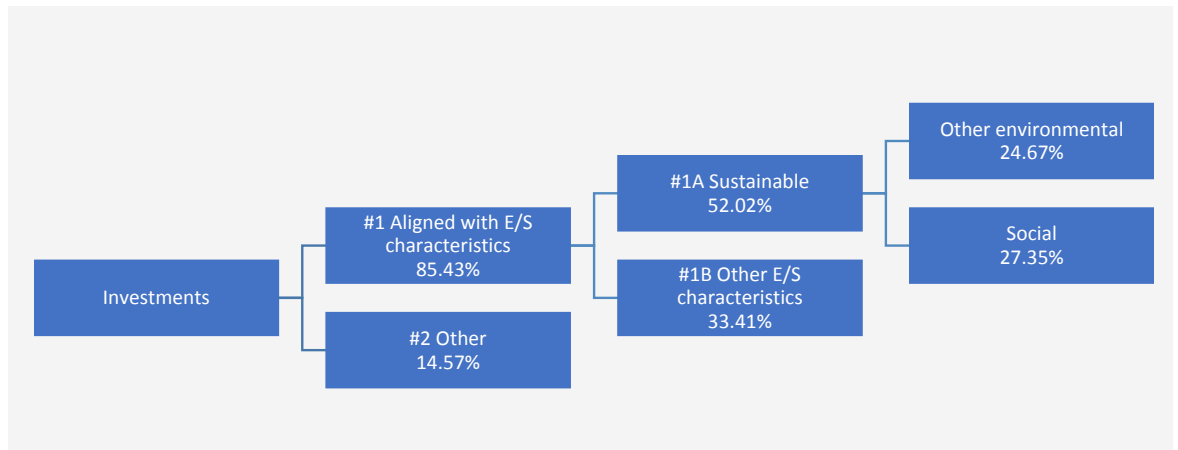 Investments
#1 Aligned with E/S
characteristics
85.43%
#2 Other
14.57%
#1A Sustainable
52.02%
#1B Other E/S
characteristics
33.41%
Other environmental
24.67%
Social
27.35%